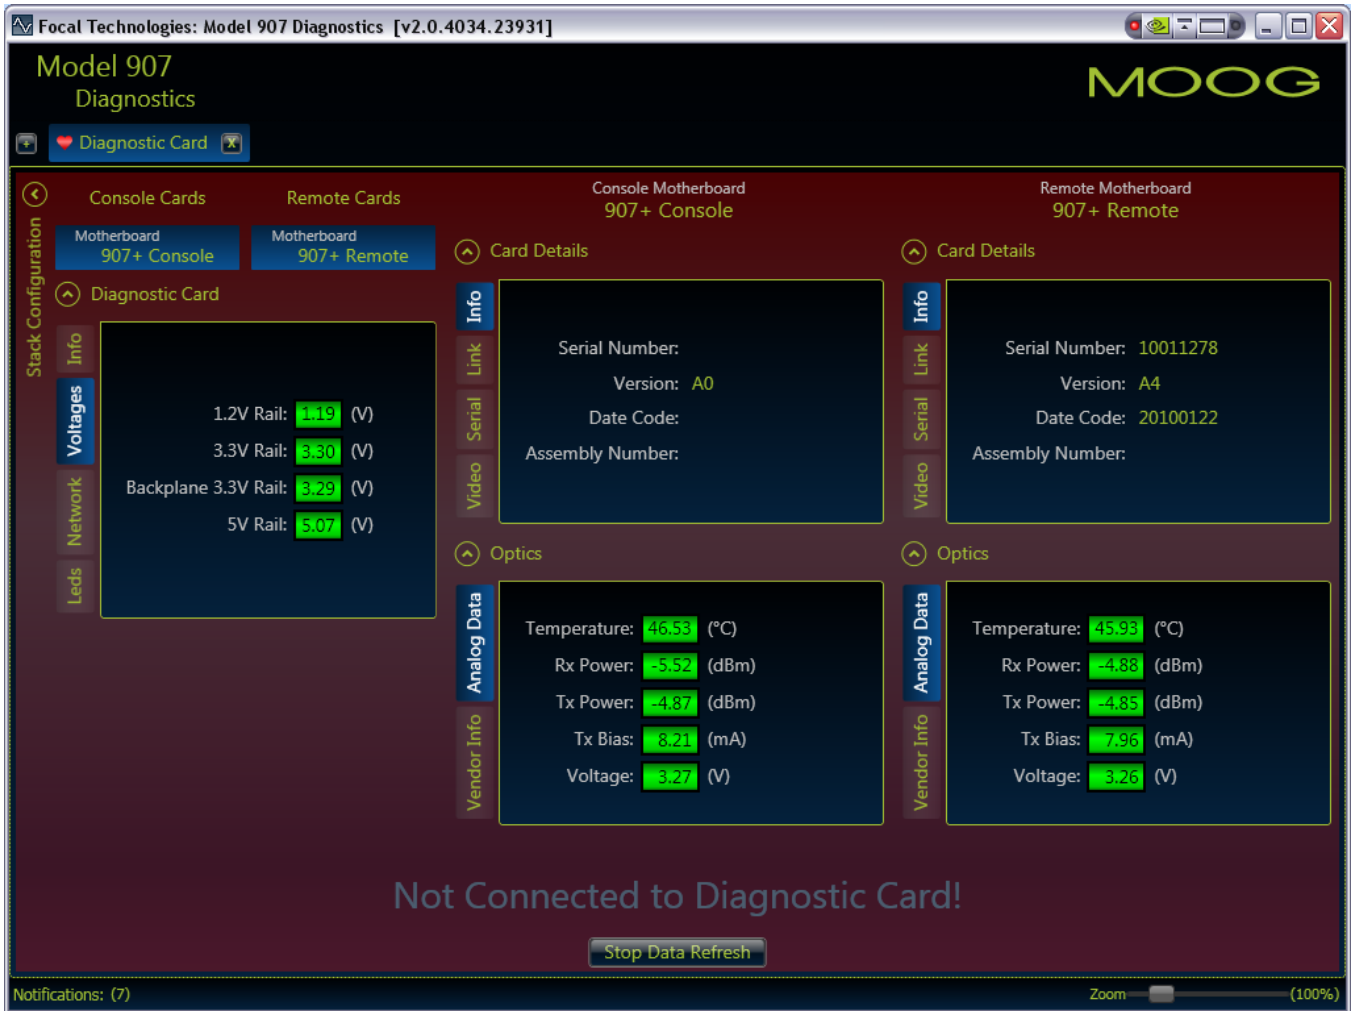 Focal Technologies: Model 907 Diagnostics [v2.0.4034.23931]
Model 907
Diagnostics
MOOG
Diagnostic Card X
Stack Configuration
Console Cards
Remote Cards
Motherboard
907+ Console
Motherboard
907+ Remote
Diagnostic Card
Info
Voltages
Network
Leds
1.2V Rail: 1.19 (V)
3.3V Rail: 3.30 (V)
Backplane 3.3V Rail: 3.29 (V)
5V Rail: 5.07 (V)
Console Motherboard
907+ Console
Card Details
Info
Link
Serial
Video
Serial Number:
Version: A0
Date Code:
Assembly Number:
Optics
Analog Data
Vendor Info
Temperature: 46.53 (°C)
Rx Power: -5.52 (dBm)
Tx Power: -4.87 (dBm)
Tx Bias: 8.21 (mA)
Voltage: 3.27 (V)
Remote Motherboard
907+ Remote
Card Details
Info
Link
Serial
Video
Serial Number: 10011278
Version: A4
Date Code: 20100122
Assembly Number:
Optics
Analog Data
Vendor Info
Temperature: 45.93 (°C)
Rx Power: -4.88 (dBm)
Tx Power: -4.85 (dBm)
Tx Bias: 7.96 (mA)
Voltage: 3.26 (V)
Not Connected to Diagnostic Card!
Stop Data Refresh
Notifications: (7)
Zoom (100%)